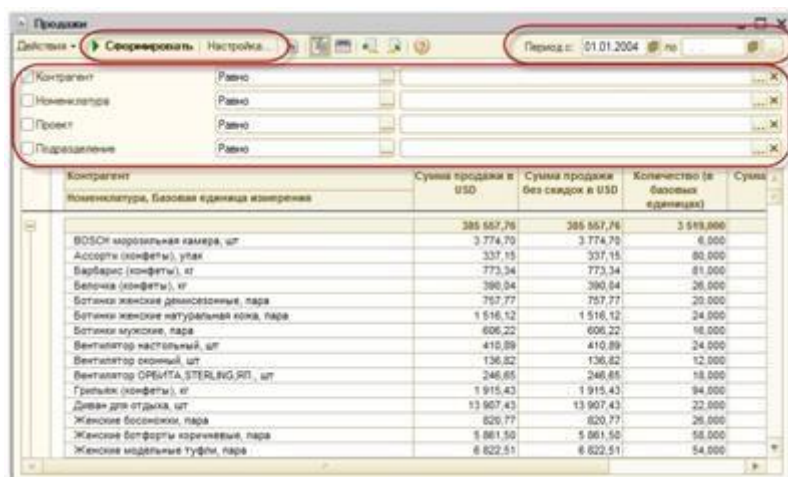 Продажи
Действия Сформировать Настройка... Период с: 01.01.2004 по . .
Контрагент Равно ...
Номенклатура Равно ...
Проект Равно ...
Подразделение Равно ...
Контрагент Сумма продажи в USD Сумма продажи без скидок в USD Количество (в базовых единицах) Сумма
Номенклатура, Базовая единица измерения
385 557,76 385 557,76 3 519,000
BOSCH морозильная камера, шт 3 774,70 3 774,70 6,000
Ассорти (конфеты), упак 337,15 337,15 80,000
Барбарис (конфеты), кг 773,34 773,34 81,000
Белочка (конфеты), кг 390,04 390,04 26,000
Ботинки женские демисезонные, пара 757,77 757,77 20,000
Ботинки женские натуральная кожа, пара 1 516,12 1 516,12 24,000
Ботинки мужские, пара 606,22 606,22 16,000
Вентилятор настольный, шт 410,89 410,89 24,000
Вентилятор оконный, шт 136,82 136,82 12,000
Вентилятор ОРБИТА,STERLING,ЯП., шт 246,65 246,65 18,000
Грильяж (конфеты), кг 1 915,43 1 915,43 94,000
Диван для отдыха, шт 13 907,43 13 907,43 22,000
Женские босоножки, пара 820,77 820,77 26,000
Женские ботфорты коричневые, пара 5 861,50 5 861,50 58,000
Женские модельные туфли, пара 6 822,51 6 822,51 54,000